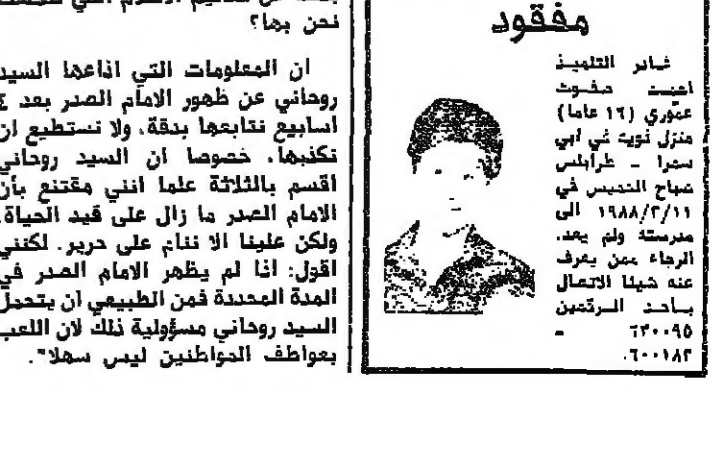 مفقود
غادر التلميذ
احمد صفوت
عموري (١٦ عاما)
منزل ذويه في ابي
سمرا - طرابلس
صباح الخميس في
١٩٨٨/٣/١١ الى
مدرسته ولم يعد.
الرجاء ممن يعرف
عنه شيئا الاتصال
بـاحد الـرقمين
٦٣٠٠٩٥ -
٦٠٠١٨٢.
نحن بها؟
ان المعلومات التي اذاعها السيد
روحاني عن ظهور الامام الصدر بعد ٤
اسابيع نتابعها بدقة، ولا نستطيع ان
نكذبها، خصوصا ان السيد روحاني
اقسم بالثلاثة علما انني مقتنع بأن
الامام الصدر ما زال على قيد الحياة.
ولكن علينا الا ننام على حرير. لكنني
اقول: اذا لم يظهر الامام الصدر في
المدة المحددة فمن الطبيعي ان يتحمل
السيد روحاني مسؤولية ذلك لان اللعب
بعواطف المواطنين ليس سهلا".